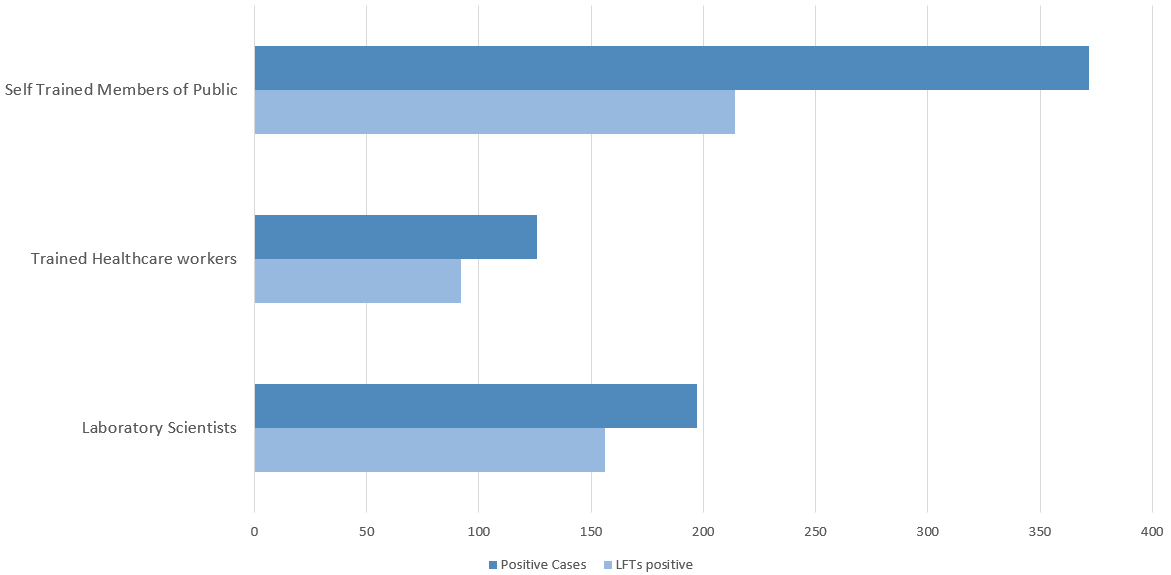 Self Trained Members of Public
Trained Healthcare workers
Laboratory Scientists
0 50 100 150 200 250 300 350 400
Positive Cases LFTs positive